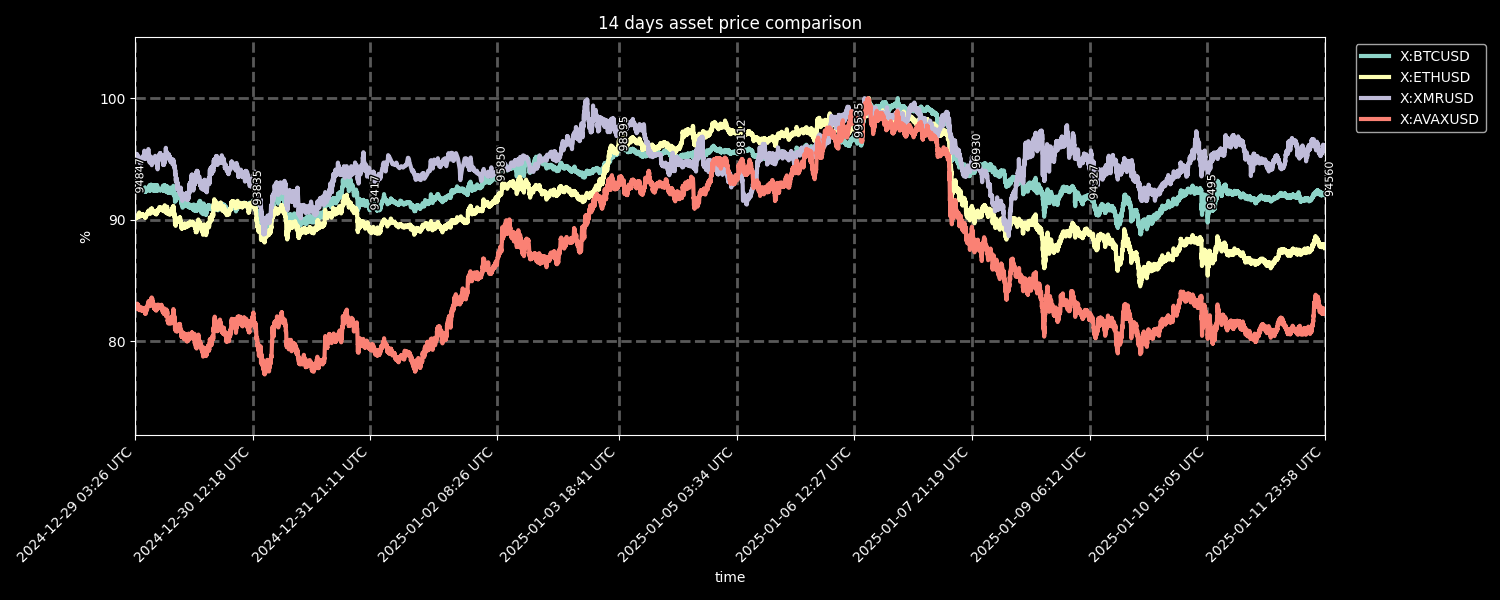 14 days asset price comparison
X:BTCUSD
X:ETHUSD
X:XMRUSD
X:AVAXUSD
100
90
80
%
94847
93835
93417
95850
98395
98112
99535
96930
94327
93495
94560
2024-12-29 03:26 UTC
2024-12-30 12:18 UTC
2024-12-31 21:11 UTC
2025-01-02 08:26 UTC
2025-01-03 18:41 UTC
2025-01-05 03:34 UTC
2025-01-06 12:27 UTC
2025-01-07 21:19 UTC
2025-01-09 06:12 UTC
2025-01-10 15:05 UTC
2025-01-11 23:58 UTC
time